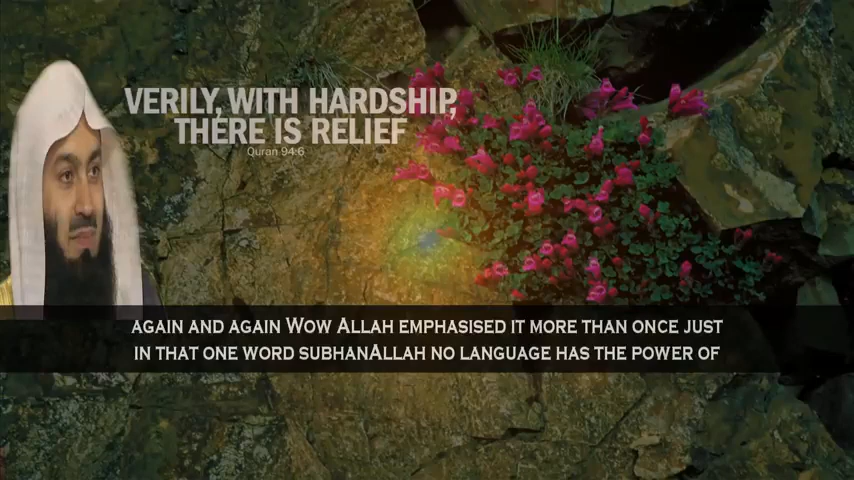 VERILY, WITH HARDSHIP,
THERE IS RELIEF
Quran 94:6
AGAIN AND AGAIN WOW ALLAH EMPHASISED IT MORE THAN ONCE JUST
IN THAT ONE WORD SUBHANALLAH NO LANGUAGE HAS THE POWER OF